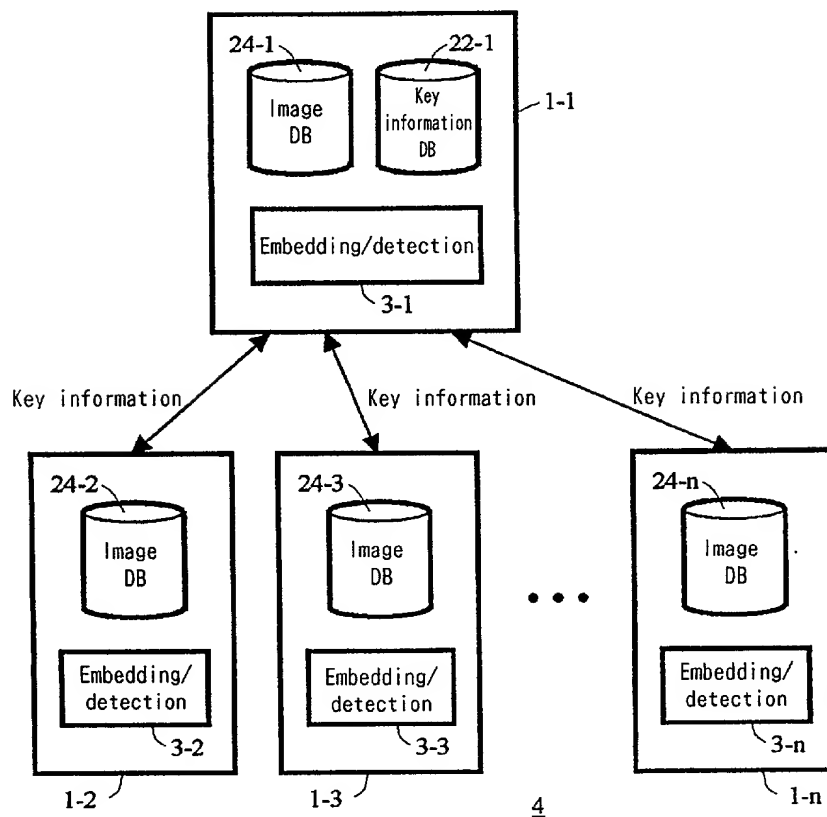 24-1
22-1
1-1
Image
DB
Key
information
DB
Embedding/detection
3-1
Key information
Key information
Key information
24-2
24-3
24-n
Image
DB
Image
DB
Image
DB
Embedding/
detection
Embedding/
detection
Embedding/
detection
3-2
3-3
3-n
1-2
1-3
4
1-n